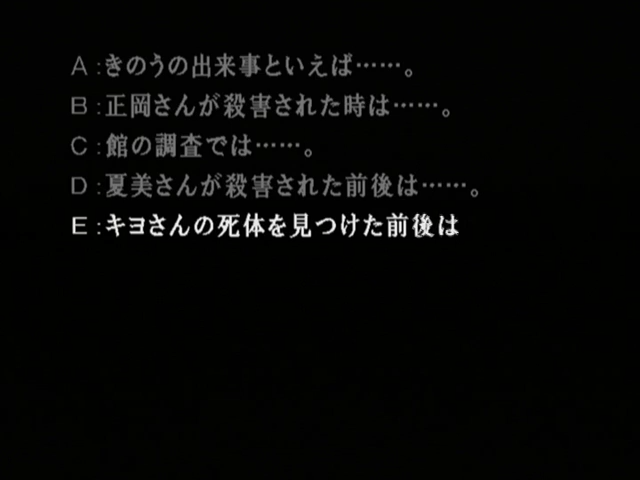 A:きのうの出来事といえば……。
B:正岡さんが殺害された時は……。
C:館の調査では……。
D:夏美さんが殺害された前後は……。
E:キヨさんの死体を見つけた前後は